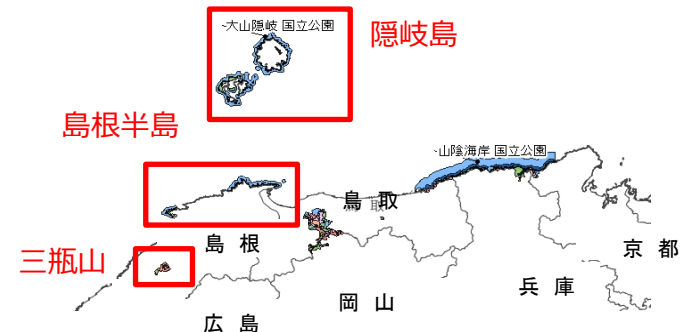 ~大山隠岐 国立公園
隠岐島
島根半島
~山陰海岸 国立公園
鳥 取
鳥取
島 根
京 都
三瓶山
兵 庫
岡 山
広 島